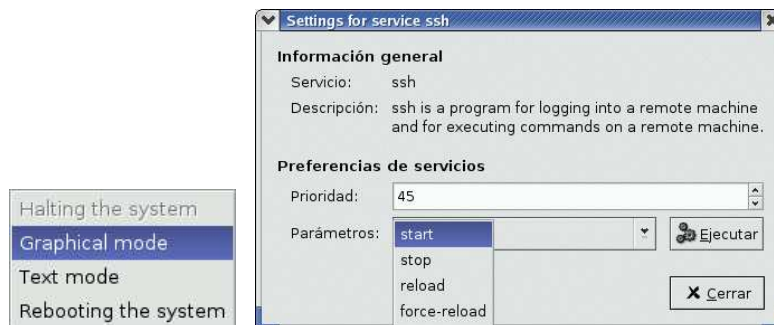 Halting the system
Graphical mode
Text mode
Rebooting the system
Settings for service ssh
Información general
Servicio: ssh
Descripción: ssh is a program for logging into a remote machine
and for executing commands on a remote machine.
Preferencias de servicios
Prioridad: 45
Parámetros: start Ejecutar
stop
reload
force-reload
Cerrar